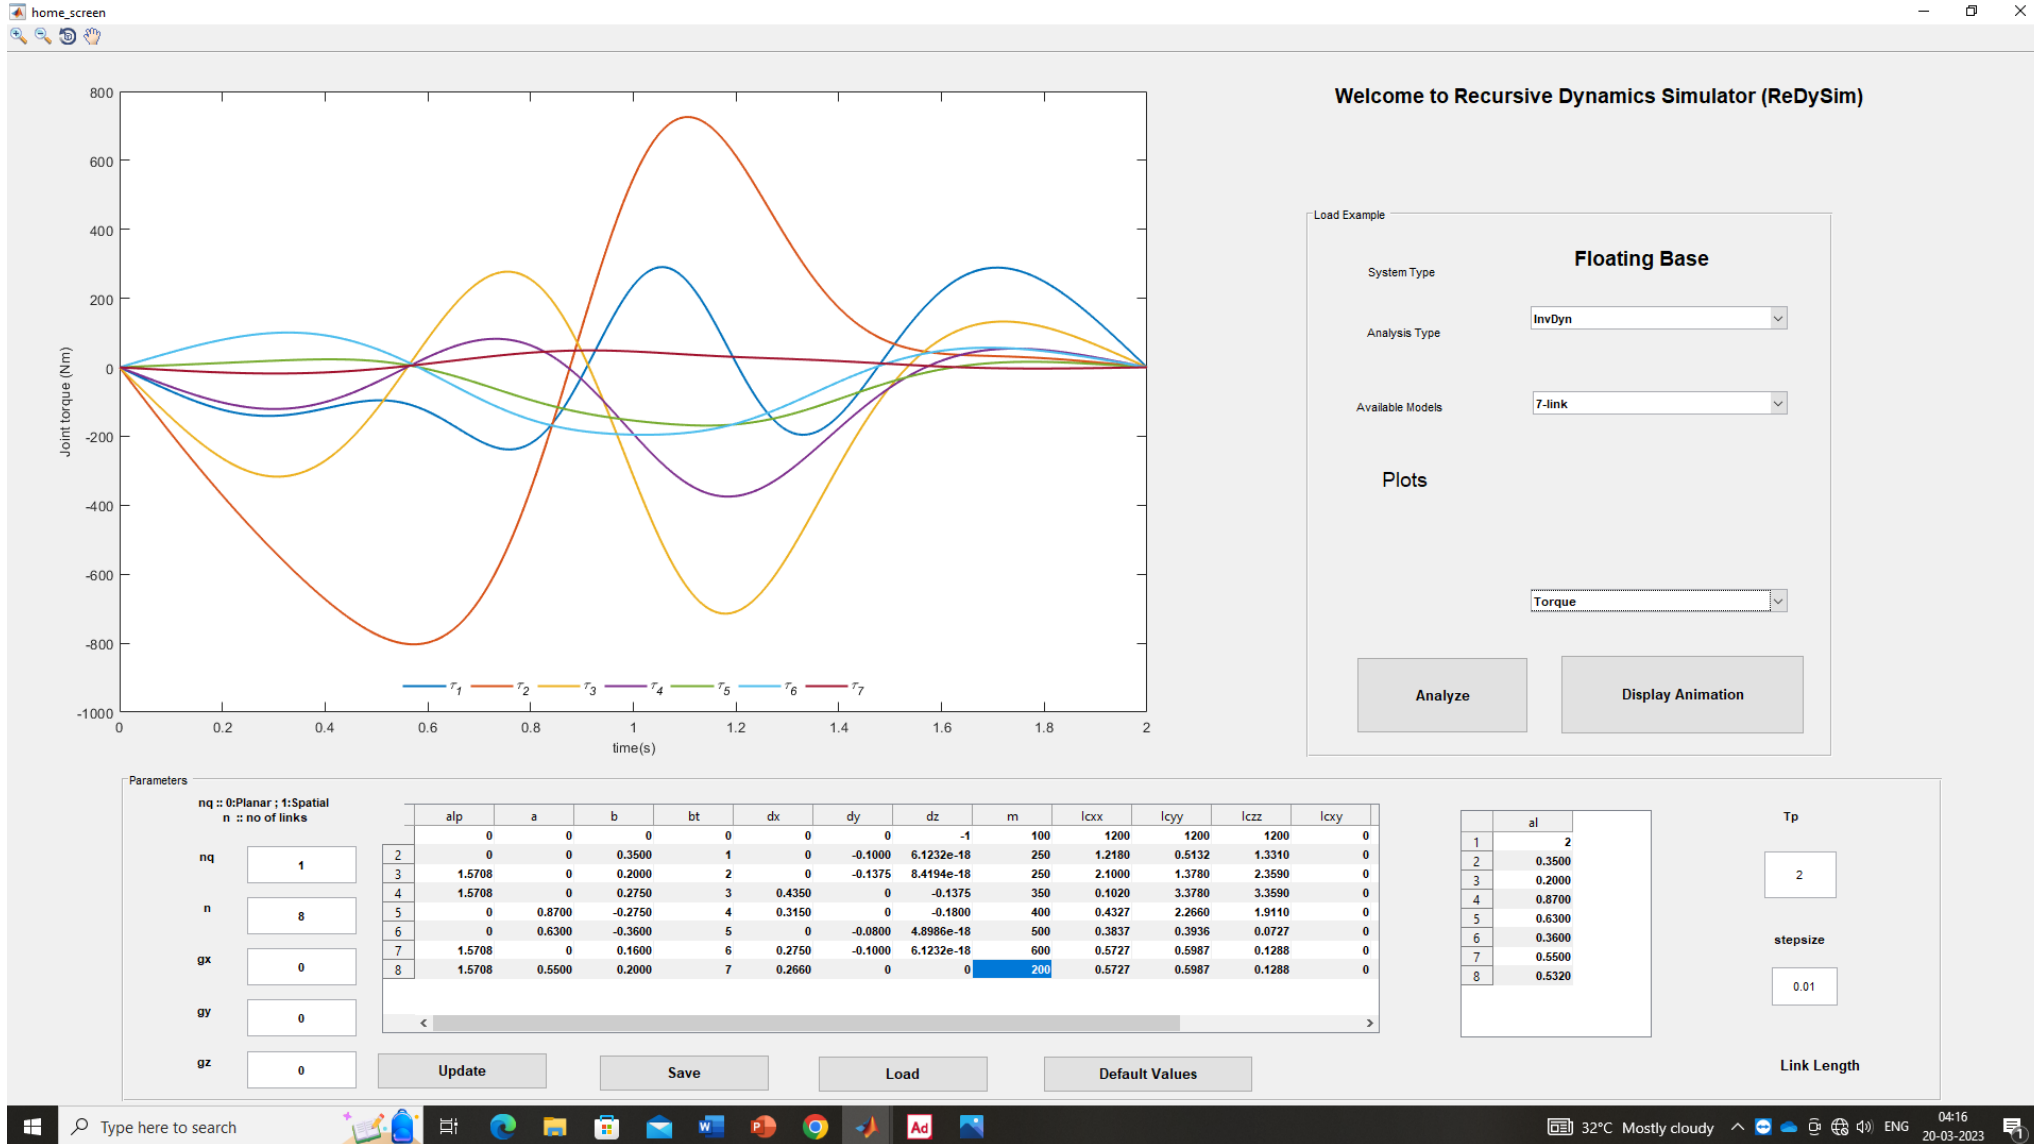 home_screen
Welcome to Recursive Dynamics Simulator (ReDySim)
800
600
400
200
0
-200
-400
-600
-800
-1000
Joint torque (Nm)
τ1 τ2 τ3 τ4 τ5 τ6 τ7
0 0.2 0.4 0.6 0.8 1 1.2 1.4 1.6 1.8 2
time(s)
Load Example
System Type
Floating Base
Analysis Type
InvDyn
Available Models
7-link
Plots
Torque
Analyze
Display Animation
Parameters
nq :: 0:Planar ; 1:Spatial
n :: no of links
nq 1
n 8
gx 0
gy 0
gz 0
alp a b bt dx dy dz m Icxx Icyy Iczz Icxy
0 0 0 0 0 0 -1 100 1200 1200 1200 0
2 0 0 0.3500 1 0 -0.1000 6.1232e-18 250 1.2180 0.5132 1.3310 0
3 1.5708 0 0.2000 2 0 -0.1375 8.4194e-18 250 2.1000 1.3780 2.3590 0
4 1.5708 0 0.2750 3 0.4350 0 -0.1375 350 0.1020 3.3780 3.3590 0
5 0 0.8700 -0.2750 4 0.3150 0 -0.1800 400 0.4327 2.2660 1.9110 0
6 0 0.6300 -0.3600 5 0 -0.0800 4.8986e-18 500 0.3837 0.3936 0.0727 0
7 1.5708 0 0.1600 6 0.2750 -0.1000 6.1232e-18 600 0.5727 0.5987 0.1288 0
8 1.5708 0.5500 0.2000 7 0.2660 0 0 200 0.5727 0.5987 0.1288 0
al
1 2
2 0.3500
3 0.2000
4 0.8700
5 0.6300
6 0.3600
7 0.5500
8 0.5320
Tp
2
stepsize
0.01
Link Length
Update
Save
Load
Default Values
Type here to search
Ad
32°C Mostly cloudy
ENG
04:16
20-03-2023
1